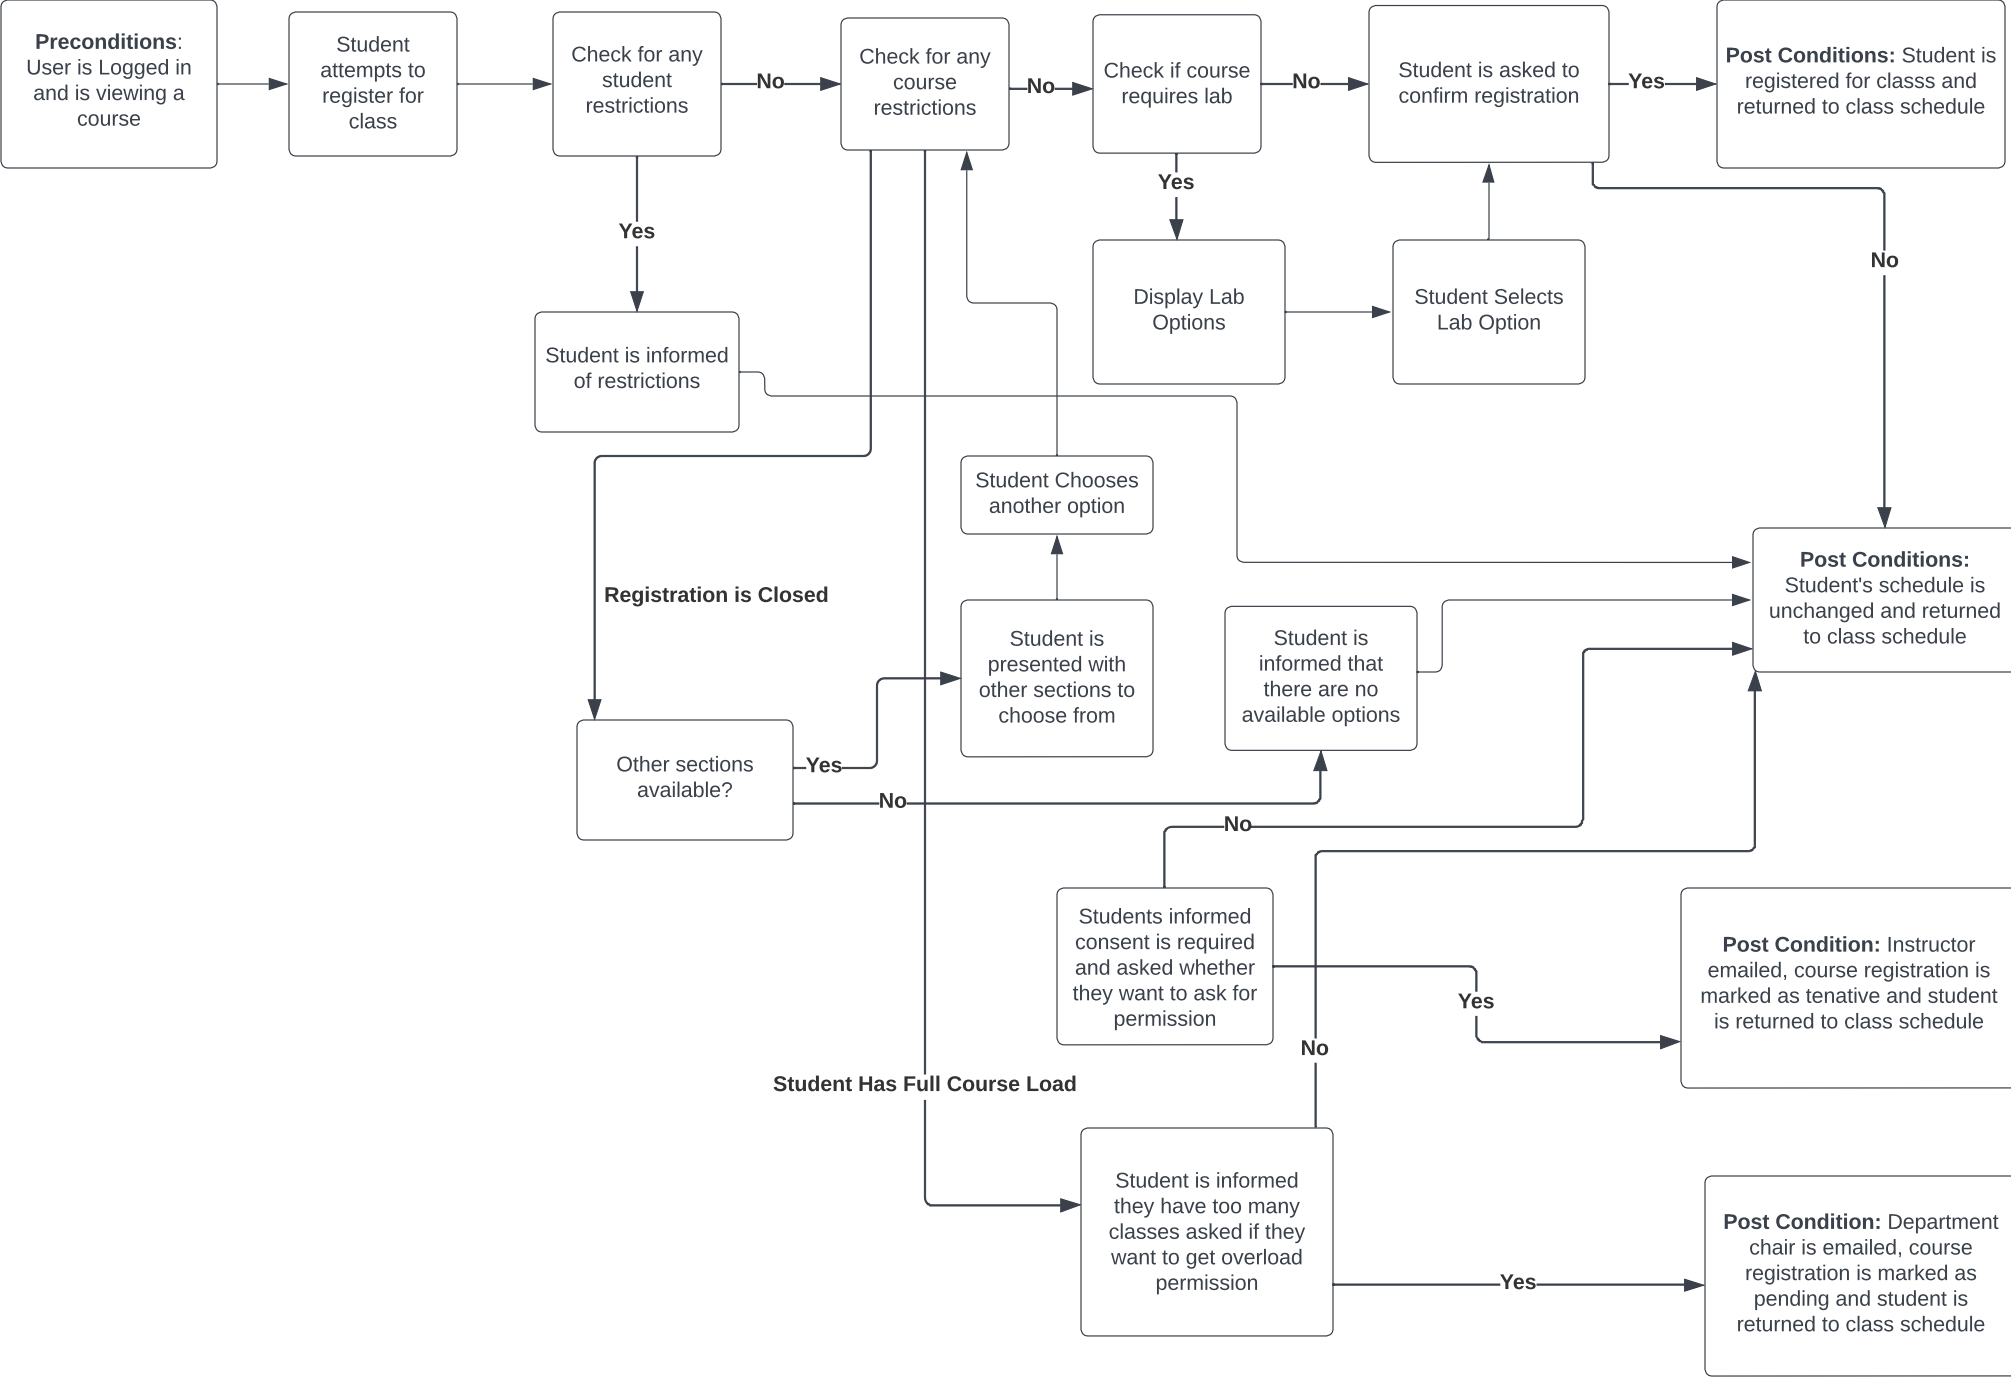 Preconditions:
User is Logged in
and is viewing a
course
Student
attempts to
register for
class
Check for any
student
restrictions
No
Check for any
course
restrictions
No
Check if course
requires lab
No
Student is asked to
confirm registration
Yes
Post Conditions: Student is
registered for classs and
returned to class schedule
Yes
Yes
No
Display Lab
Options
Student Selects
Lab Option
Student is informed
of restrictions
Student Chooses
another option
Registration is Closed
Post Conditions:
Student's schedule is
unchanged and returned
to class schedule
Student is
presented with
other sections to
choose from
Student is
informed that
there are no
available options
Other sections
available?
Yes
No
No
Students informed
consent is required
and asked whether
they want to ask for
permission
Yes
Post Condition: Instructor
emailed, course registration is
marked as tenative and student
is returned to class schedule
No
Student Has Full Course Load
Student is informed
they have too many
classes asked if they
want to get overload
permission
Yes
Post Condition: Department
chair is emailed, course
registration is marked as
pending and student is
returned to class schedule